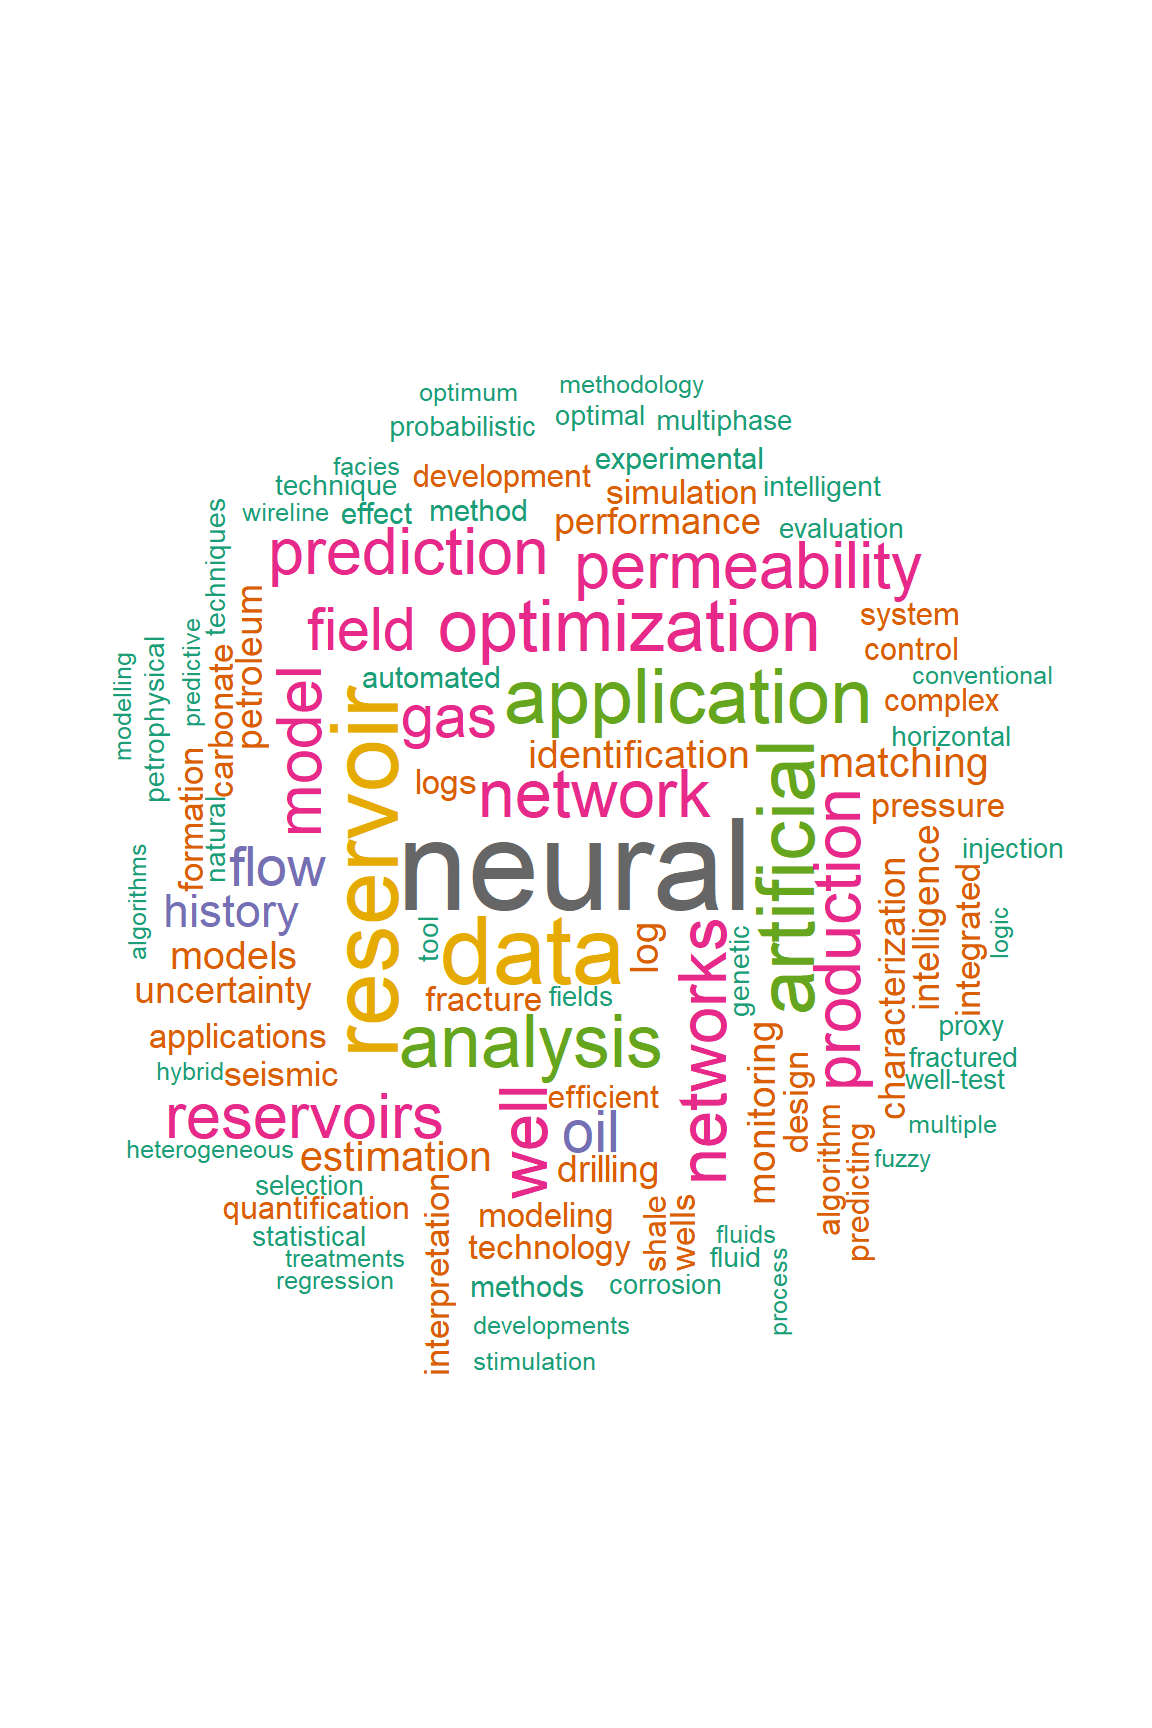 optimum
methodology
probabilistic
optimal
multiphase
facies
technique
development
experimental
simulation
intelligent
wireline
effect
method
performance
evaluation
techniques
prediction
permeability
petroleum
field
optimization
system
control
predictive
carbonate
petrophysical
modelling
model
automated
application
conventional
complex
reservoir
gas
horizontal
identification
matching
logs
network
artificial
pressure
formation
natural
production
flow
neural
intelligence
injection
algorithms
history
characterization
integrated
logic
models
tool
data
log
networks
genetic
uncertainty
fracture
fields
applications
analysis
proxy
hybrid
seismic
monitoring
design
fractured
well-test
reservoirs
well
efficient
oil
multiple
heterogeneous
estimation
drilling
algorithm
predicting
fuzzy
selection
quantification
interpretation
modeling
shale
wells
statistical
technology
fluids
treatments
fluid
process
regression
methods
corrosion
developments
stimulation